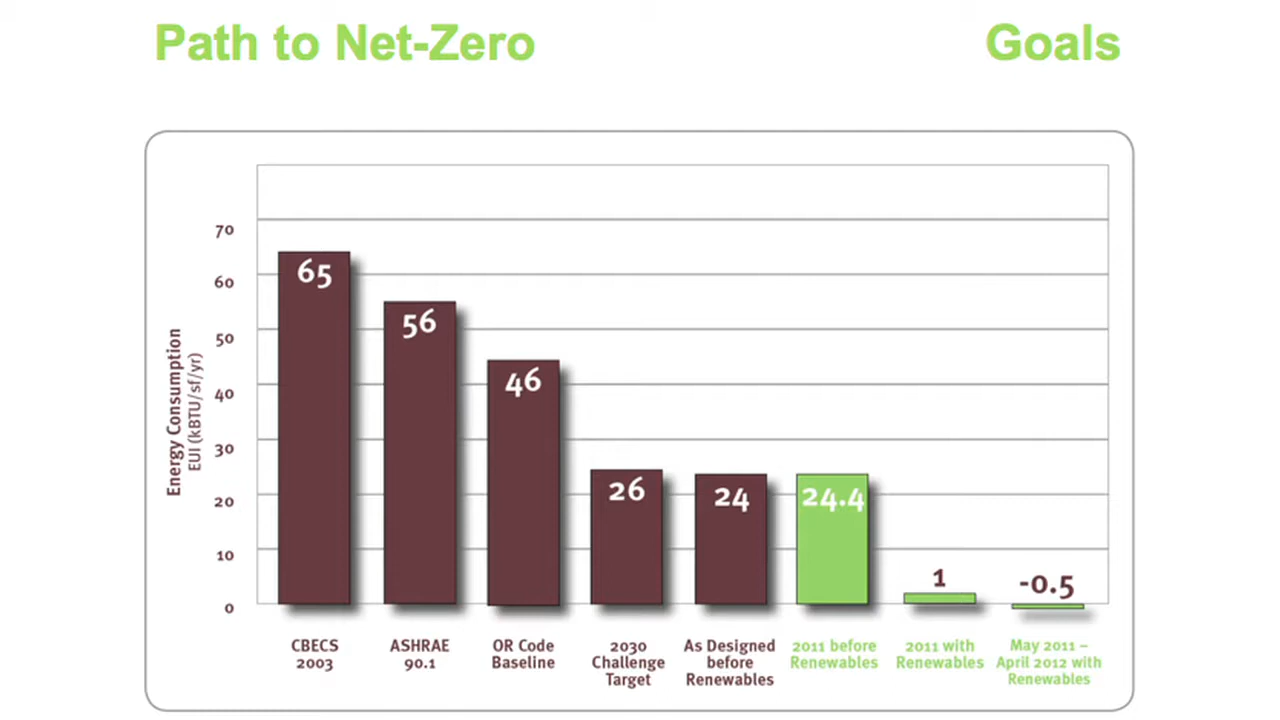 Path to Net-Zero
Goals
Energy Consumption
EUI (kBTU/sf/yr)
70
60
50
40
30
20
10
0
65
56
46
26
24
24.4
1
-0.5
CBECS
2003
ASHRAE
90.1
OR Code
Baseline
2030
Challenge
Target
As Designed
before
Renewables
2011 before
Renewables
2011 with
Renewables
May 2011 –
April 2012 with
Renewables